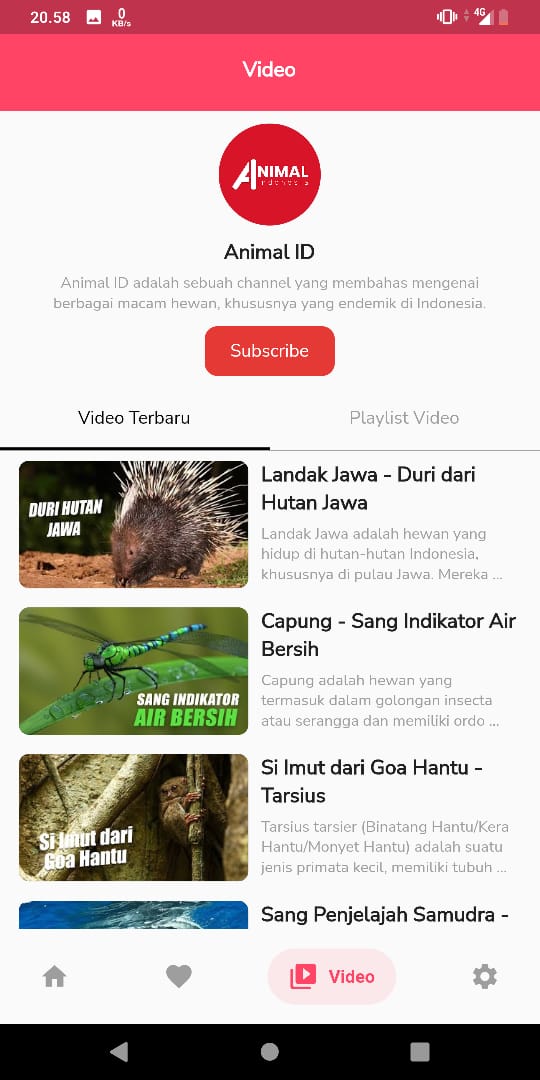 20.58
0
KB/s
4G
Video
ANIMAL
Indonesia
Animal ID
Animal ID adalah sebuah channel yang membahas mengenai
berbagai macam hewan, khususnya yang endemik di Indonesia.
Subscribe
Video Terbaru
Playlist Video
DURI HUTAN
JAWA
Landak Jawa - Duri dari
Hutan Jawa
Landak Jawa adalah hewan yang
hidup di hutan-hutan Indonesia,
khususnya di pulau Jawa. Mereka ...
SANG INDIKATOR
AIR BERSIH
Capung - Sang Indikator Air
Bersih
Capung adalah hewan yang
termasuk dalam golongan insecta
atau serangga dan memiliki ordo ...
Si Imut dari
Goa Hantu
Si Imut dari Goa Hantu -
Tarsius
Tarsius tarsier (Binatang Hantu/Kera
Hantu/Monyet Hantu) adalah suatu
jenis primata kecil, memiliki tubuh ...
Sang Penjelajah Samudra -
Video